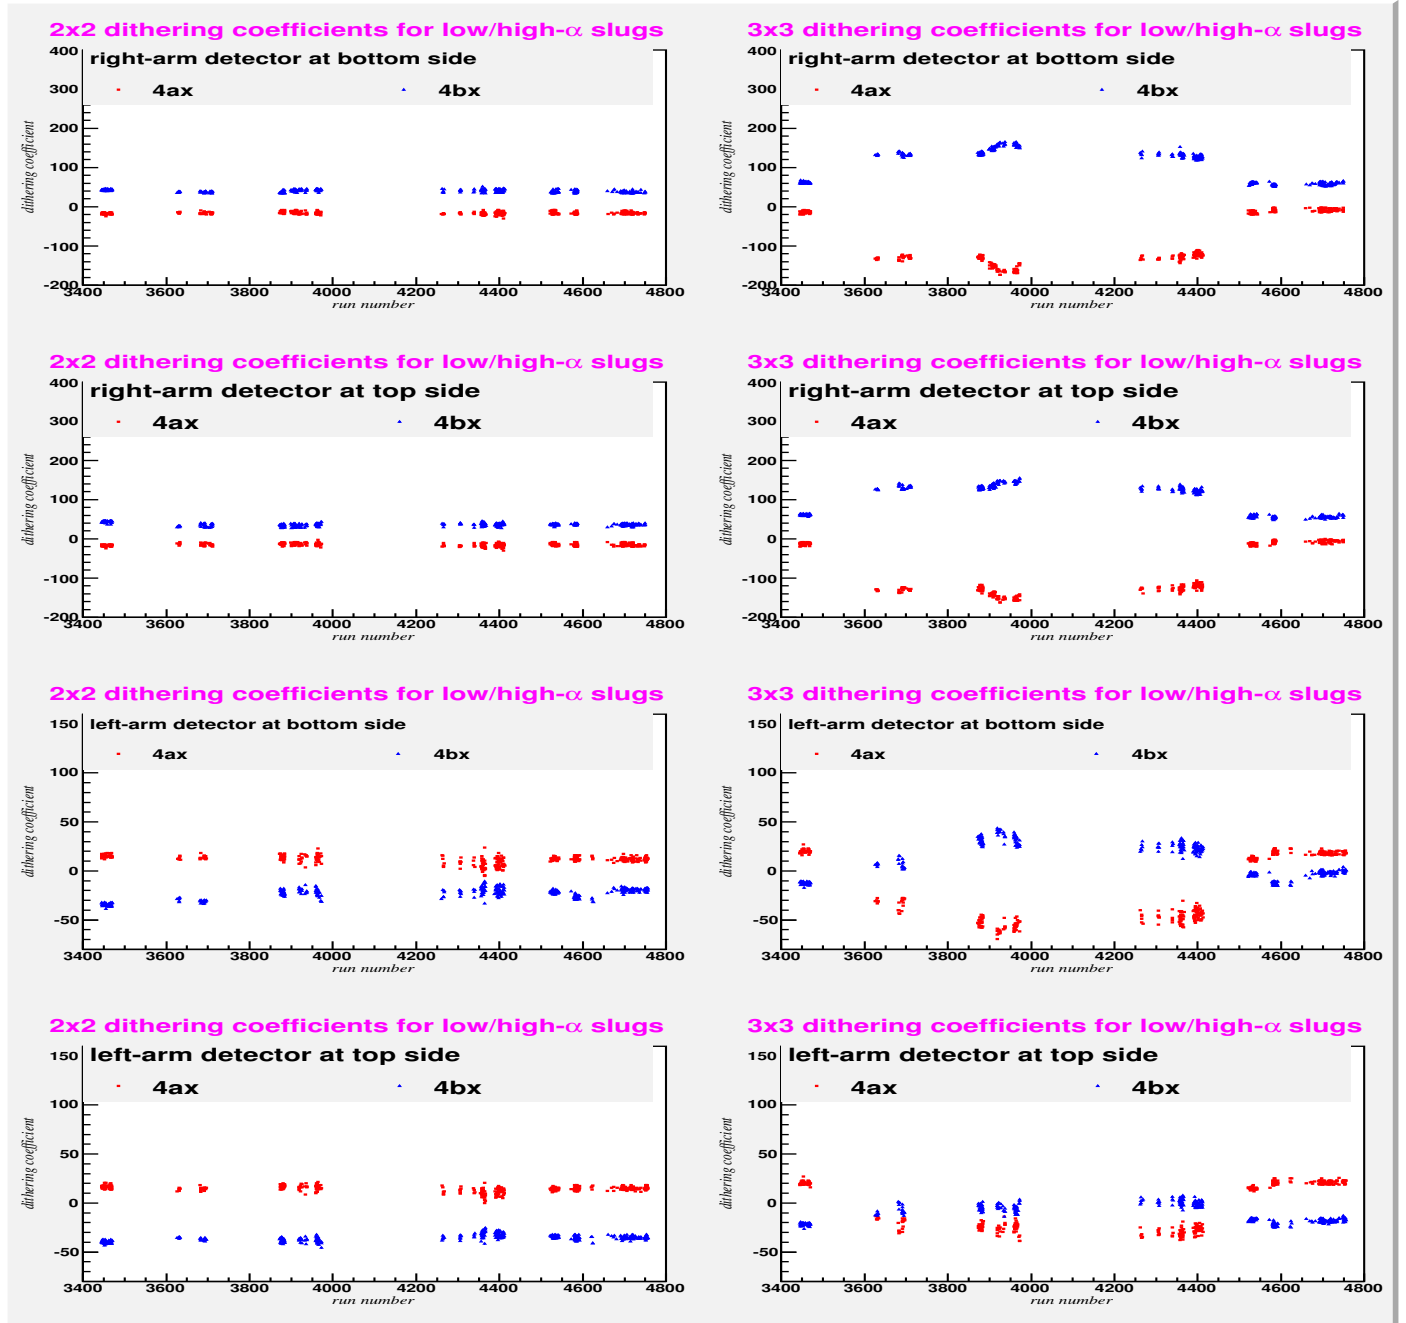 2x2 dithering coefficients for low/high-α slugs
right-arm detector at bottom side
4ax 4bx
400
300
200
100
0
-100
-200
dithering coefficient
3400 3600 3800 4000 4200 4400 4600 4800
run number
3x3 dithering coefficients for low/high-α slugs
right-arm detector at bottom side
4ax 4bx
400
300
200
100
0
-100
-200
dithering coefficient
3400 3600 3800 4000 4200 4400 4600 4800
run number
2x2 dithering coefficients for low/high-α slugs
right-arm detector at top side
4ax 4bx
400
300
200
100
0
-100
-200
dithering coefficient
3400 3600 3800 4000 4200 4400 4600 4800
run number
3x3 dithering coefficients for low/high-α slugs
right-arm detector at top side
4ax 4bx
400
300
200
100
0
-100
-200
dithering coefficient
3400 3600 3800 4000 4200 4400 4600 4800
run number
2x2 dithering coefficients for low/high-α slugs
left-arm detector at bottom side
4ax 4bx
150
100
50
0
-50
dithering coefficient
3400 3600 3800 4000 4200 4400 4600 4800
run number
3x3 dithering coefficients for low/high-α slugs
left-arm detector at bottom side
4ax 4bx
150
100
50
0
-50
dithering coefficient
3400 3600 3800 4000 4200 4400 4600 4800
run number
2x2 dithering coefficients for low/high-α slugs
left-arm detector at top side
4ax 4bx
150
100
50
0
-50
dithering coefficient
3400 3600 3800 4000 4200 4400 4600 4800
run number
3x3 dithering coefficients for low/high-α slugs
left-arm detector at top side
4ax 4bx
150
100
50
0
-50
dithering coefficient
3400 3600 3800 4000 4200 4400 4600 4800
run number